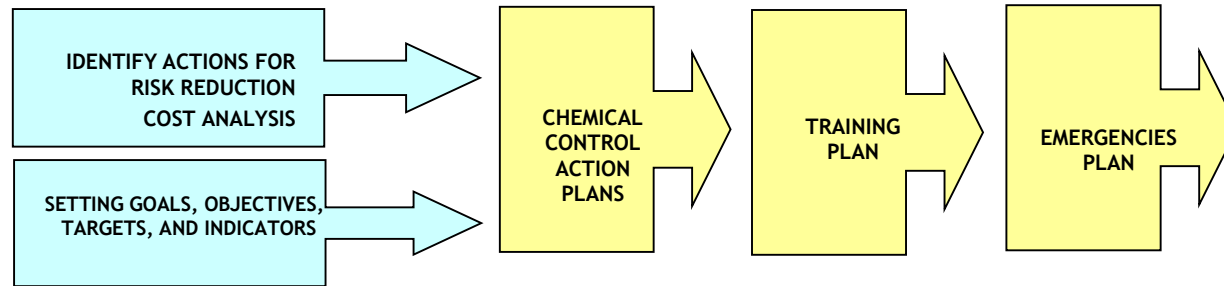 IDENTIFY ACTIONS FOR
RISK REDUCTION
COST ANALYSIS
SETTING GOALS, OBJECTIVES,
TARGETS, AND INDICATORS
CHEMICAL
CONTROL
ACTION
PLANS
TRAINING
PLAN
EMERGENCIES
PLAN